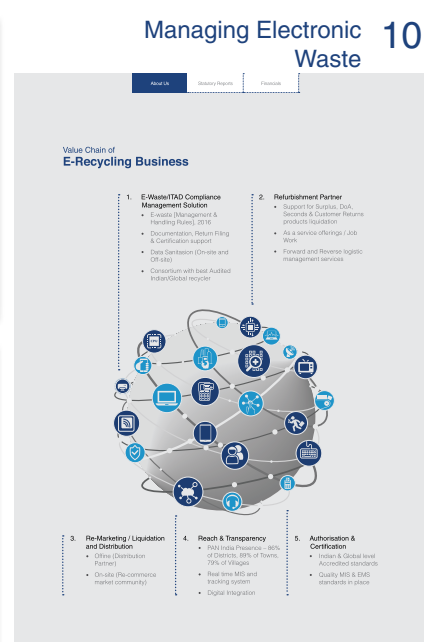 Managing Electronic
Waste
10
About Us
Statutory Reports
Financials
Value Chain of
E-Recycling Business
1. E-Waste/ITAD Compliance
Management Solution
• E-waste [Management &
Handling Rules], 2016
• Documentation, Return Filing
& Certification support
• Data Sanitasion (On-site and
Off-site)
• Consortium with best Audited
Indian/Global recycler
2. Refurbishment Partner
• Support for Surplus, DoA,
Seconds & Customer Returns
products liquidation
• As a service offerings / Job
Work
• Forward and Reverse logistic
management services
3. Re-Marketing / Liquidation
and Distribution
• Offline (Distribution
Partner)
• On-site (Re-commerce
market community)
4. Reach & Transparency
• PAN India Presence – 86%
of Districts, 89% of Towns,
79% of Villages
• Real time MIS and
tracking system
• Digital Integration
5. Authorisation &
Certification
• Indian & Global level
Accredited standards
• Quality MIS & EMS
standards in place